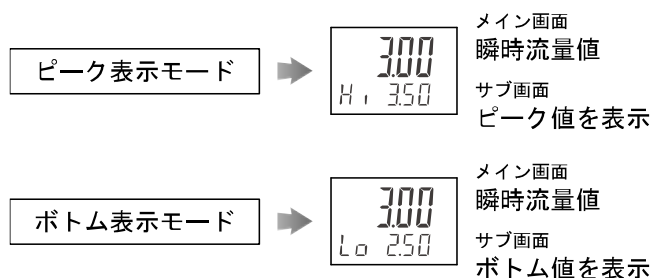 ピーク表示モード
3.00
Hi 3.50
メイン画面
瞬時流量値
サブ画面
ピーク値を表示
ボトム表示モード
3.00
Lo 2.50
メイン画面
瞬時流量値
サブ画面
ボトム値を表示